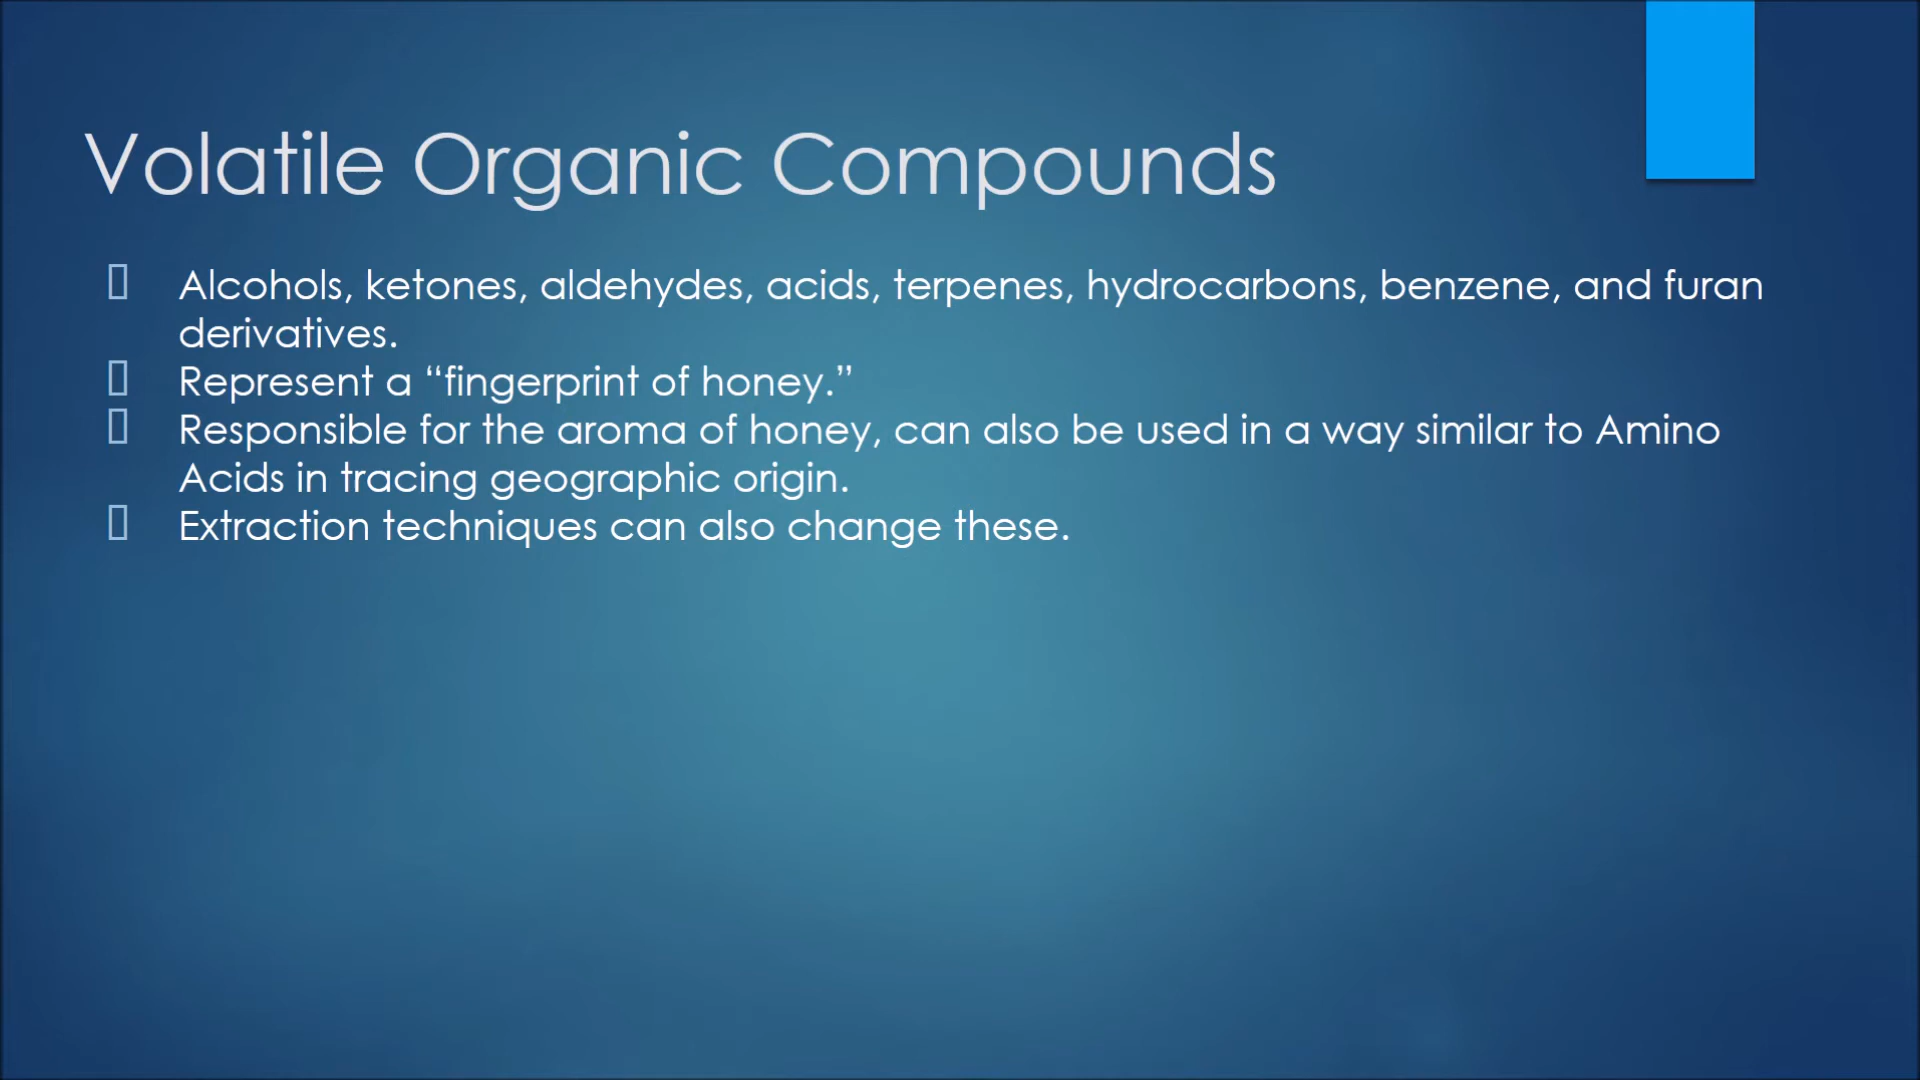 Volatile Organic Compounds
Alcohols, ketones, aldehydes, acids, terpenes, hydrocarbons, benzene, and furan
derivatives.
Represent a “fingerprint of honey.”
Responsible for the aroma of honey, can also be used in a way similar to Amino
Acids in tracing geographic origin.
Extraction techniques can also change these.